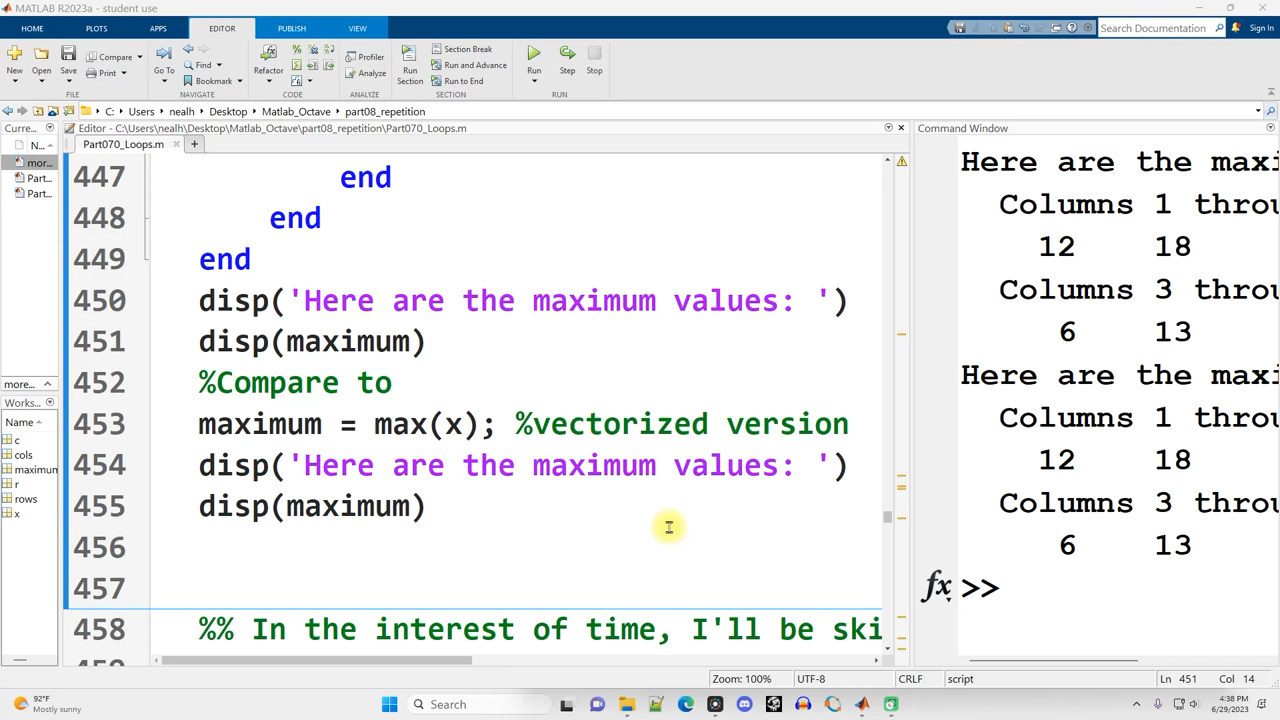 MATLAB R2023a - student use
HOME PLOTS APPS EDITOR PUBLISH VIEW Search Documentation Sign In
New Open Save Compare Print Go To Find Bookmark Refactor Profiler Analyze Run Section Section Break Run and Advance Run to End Run Step Stop
FILE NAVIGATE CODE ANALYZE SECTION RUN
C: Users nealh Desktop Matlab_Octave part08_repetition
Curre... Editor - C:\Users\nealh\Desktop\Matlab_Octave\part08_repetition\Part070_Loops.m Command Window
N... Part070_Loops.m +
mor...
Part...
Part...
more...
Works...
Name
c
cols
maximum
r
rows
x
447 end
448 end
449 end
450 disp('Here are the maximum values: ')
451 disp(maximum)
452 %Compare to
453 maximum = max(x); %vectorized version
454 disp('Here are the maximum values: ')
455 disp(maximum)
456
457
458 %% In the interest of time, I'll be ski
Here are the maxi
Columns 1 throu
12 18
Columns 3 throu
6 13
Here are the maxi
Columns 1 throu
12 18
Columns 3 throu
6 13
fx >>
Zoom: 100% UTF-8 CRLF script Ln 451 Col 14
92°F
Mostly sunny
Search
4:38 PM
6/29/2023